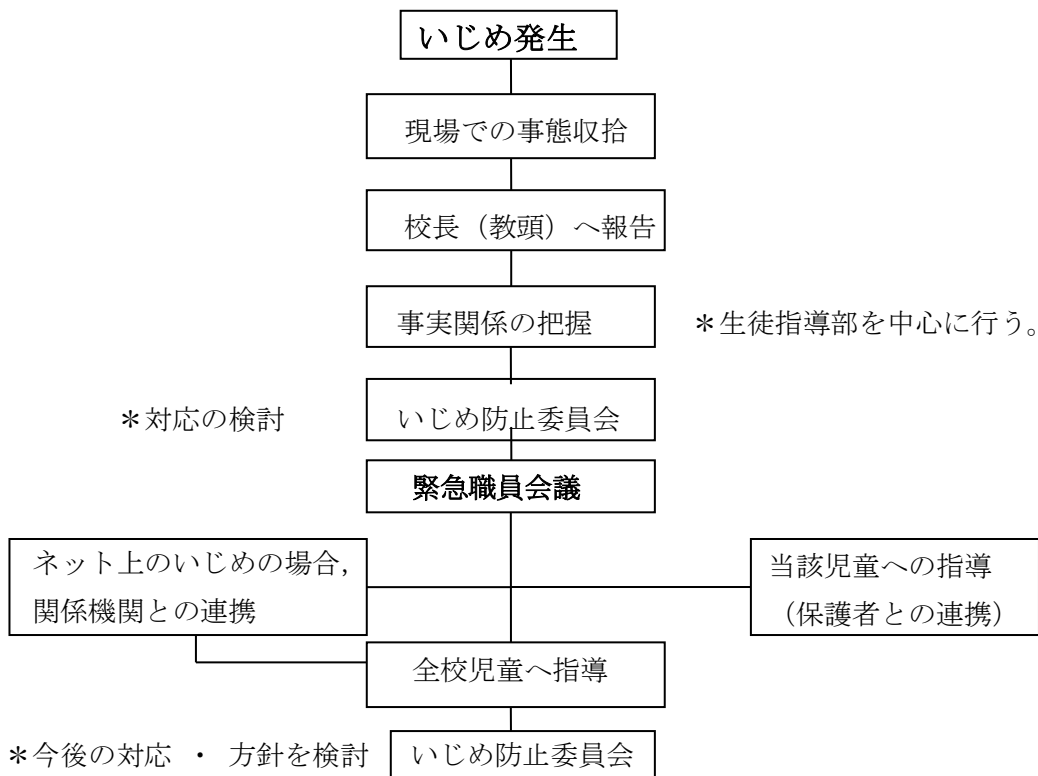 いじめ発生
現場での事態収拾
校長（教頭）へ報告
事実関係の把握
＊生徒指導部を中心に行う。
＊対応の検討
いじめ防止委員会
緊急職員会議
ネット上のいじめの場合，
関係機関との連携
当該児童への指導
（保護者との連携）
全校児童へ指導
＊今後の対応 ・ 方針を検討
いじめ防止委員会